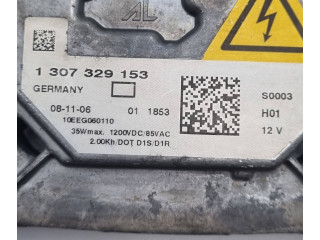 AL
1 307 329 153
GERMANY
08-11-06 01 1853
10EEG060110
35Wmax. 1200VDC/85VAC
2.00Kh/DOT D1S/D1R
S0003
H01
12 V